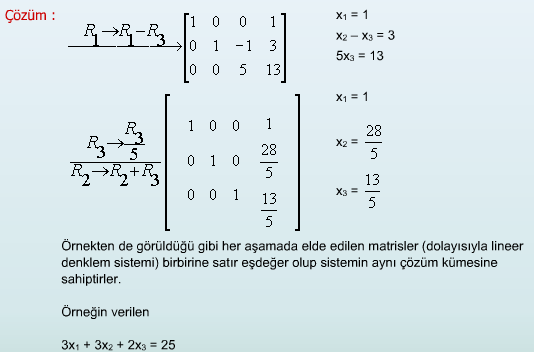 Çözüm :
R1→R1−R3
1 0 0 1
0 1 −1 3
0 0 5 13
x1 = 1
x2 – x3 = 3
5x3 = 13
R3→R3/5
R2→R2+R3
1 0 0 1
0 1 0 28/5
0 0 1 13/5
x1 = 1
x2 = 28/5
x3 = 13/5
Örnekten de görüldüğü gibi her aşamada elde edilen matrisler (dolayısıyla lineer
denklem sistemi) birbirine satır eşdeğer olup sistemin aynı çözüm kümesine
sahiptirler.
Örneğin verilen
3x1 + 3x2 + 2x3 = 25